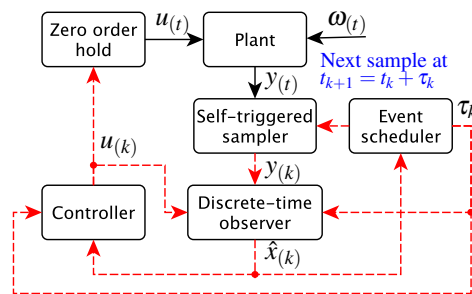 u(t)
ω(t)
Zero order
hold
Plant
Next sample at
tk+1 = tk + τk
y(t)
τk
Self-triggered
sampler
Event
scheduler
u(k)
y(k)
Controller
Discrete-time
observer
x̂(k)